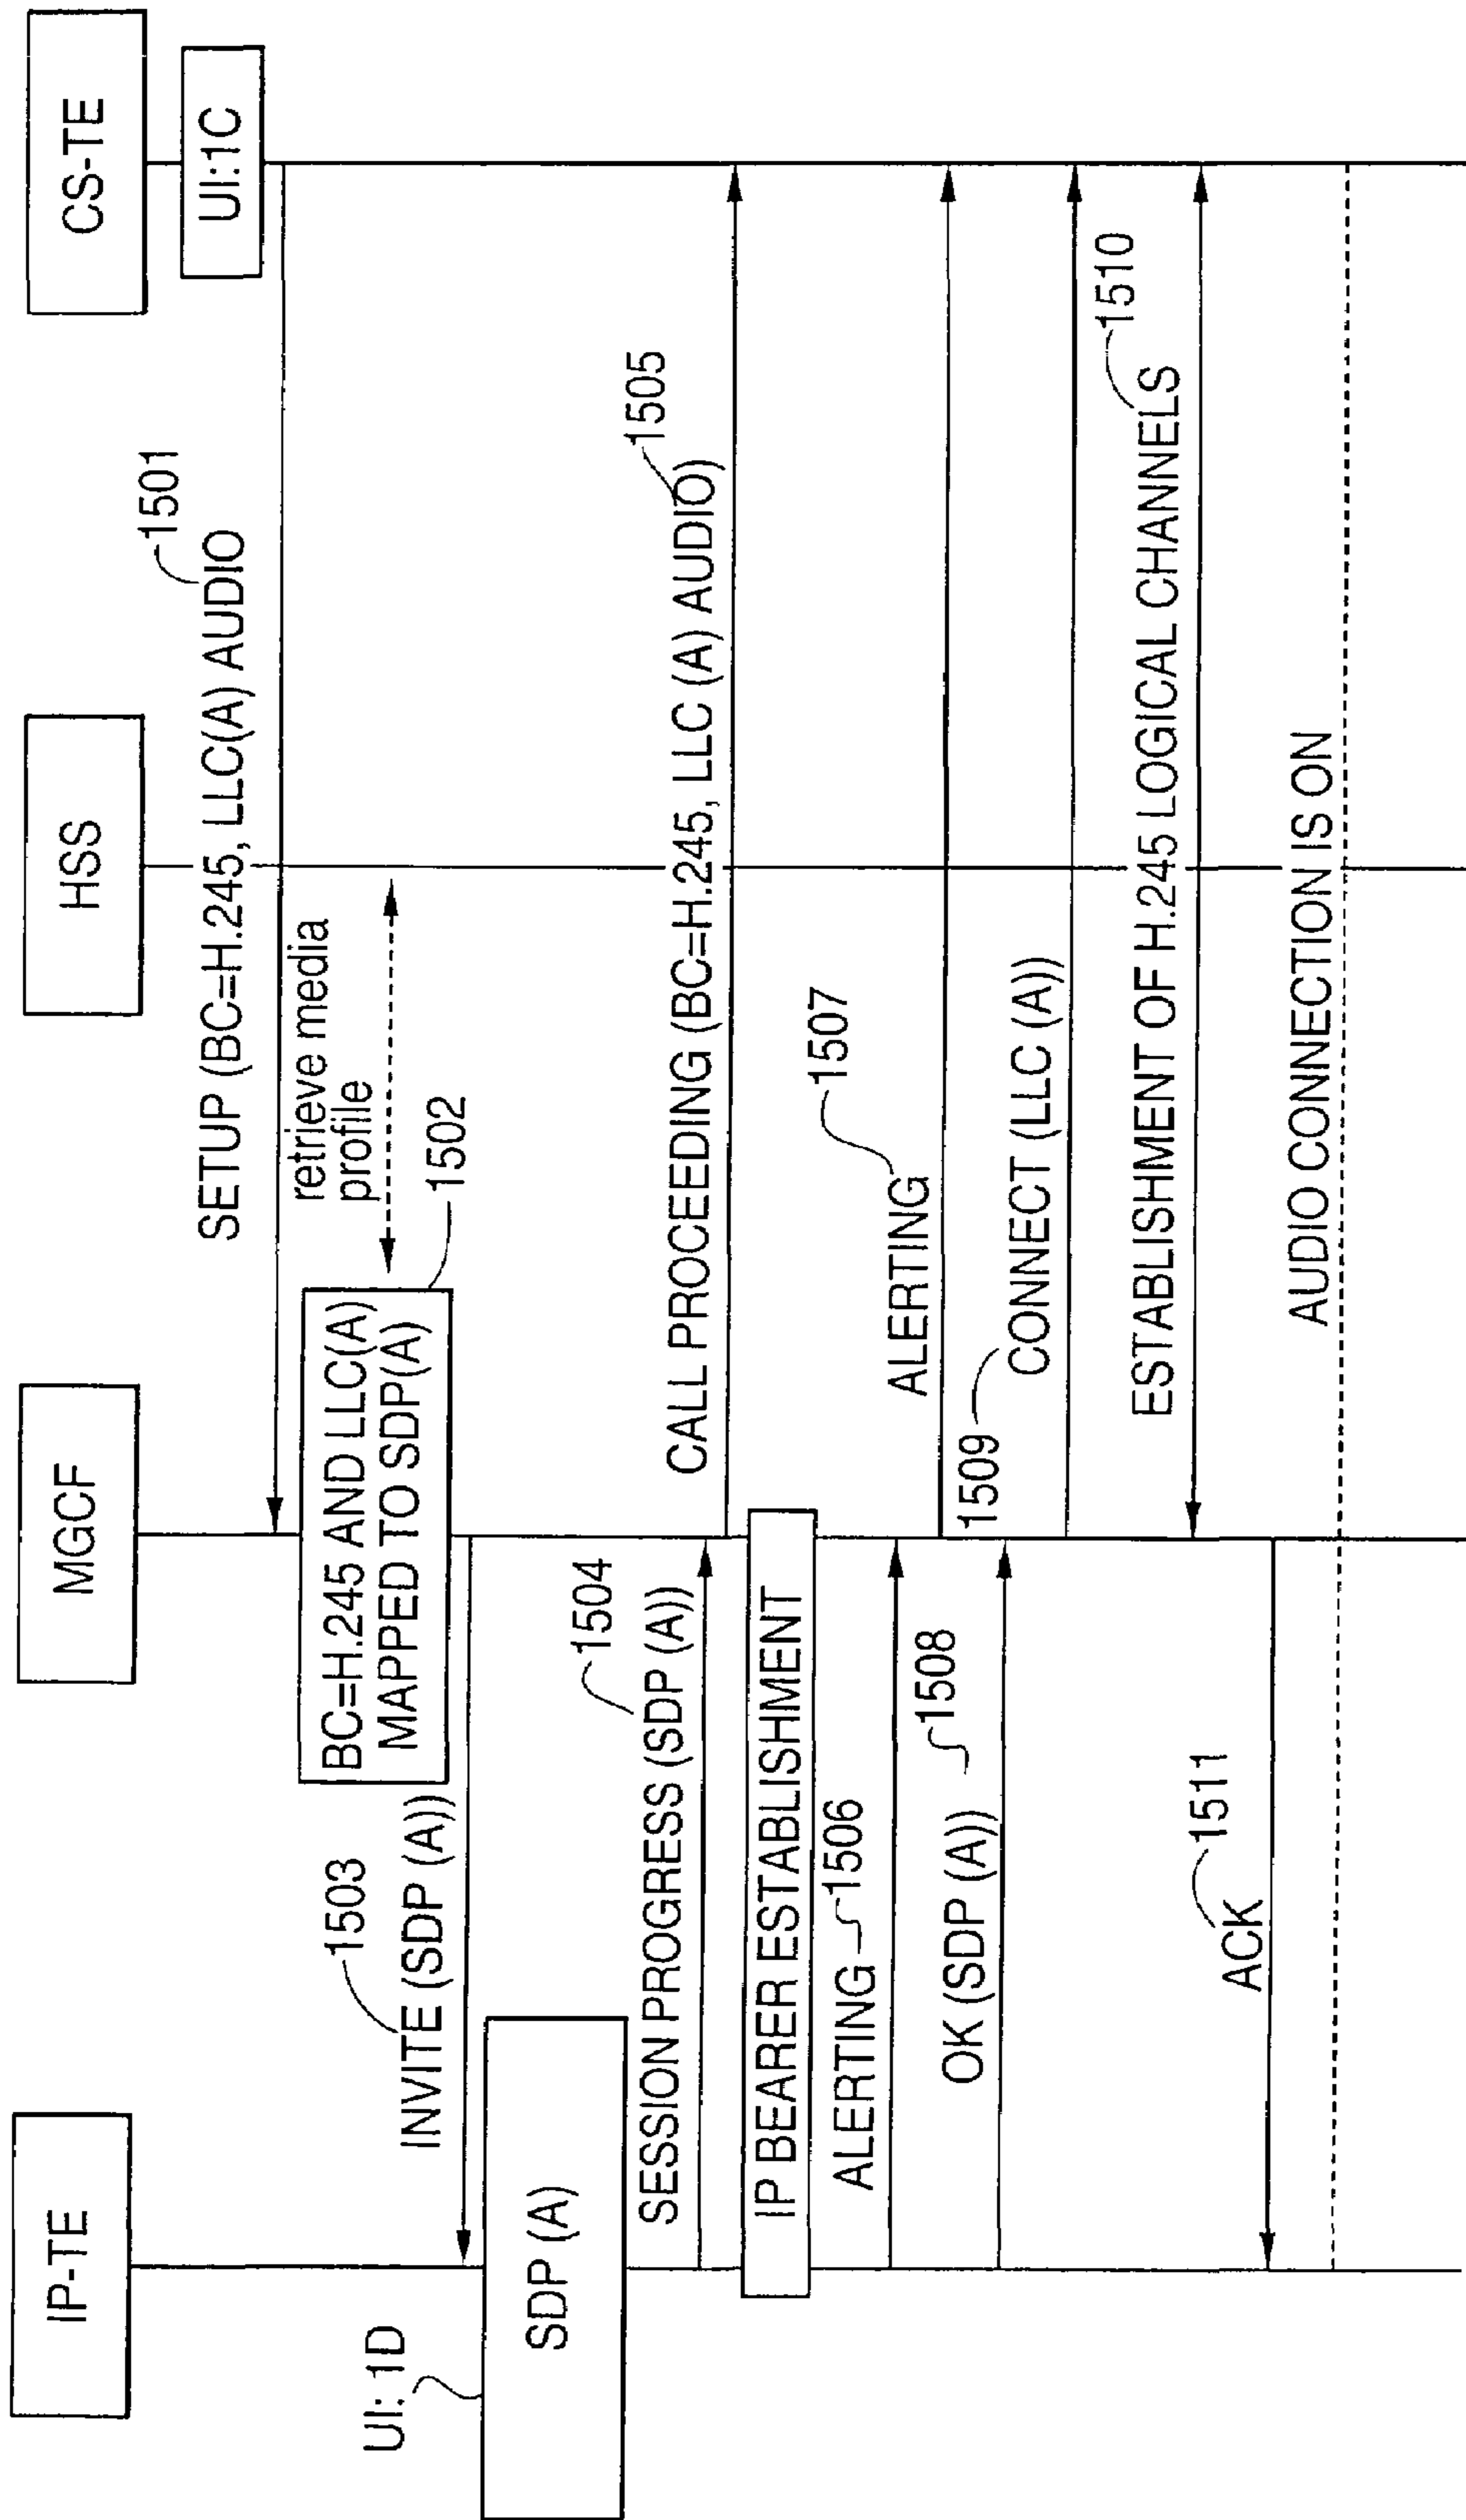 IP-TE
MGCF
HSS
CS-TE
UI:1C
1501
SETUP (BC=H.245, LLC(A) AUDIO
retrieve media
profile
1502
BC=H.245 AND LLC(A)
MAPPED TO SDP(A)
1503
INVITE (SDP (A))
UI: 1D
SDP (A)
1504
SESSION PROGRESS (SDP (A))
1505
CALL PROCEEDING (BC=H.245, LLC (A) AUDIO)
IP BEARER ESTABLISHMENT
ALERTING
1506
1507
ALERTING
1508
OK (SDP (A))
1509
CONNECT (LLC (A))
1510
ESTABLISHMENT OF H.245 LOGICAL CHANNELS
1511
ACK
AUDIO CONNECTION IS ON